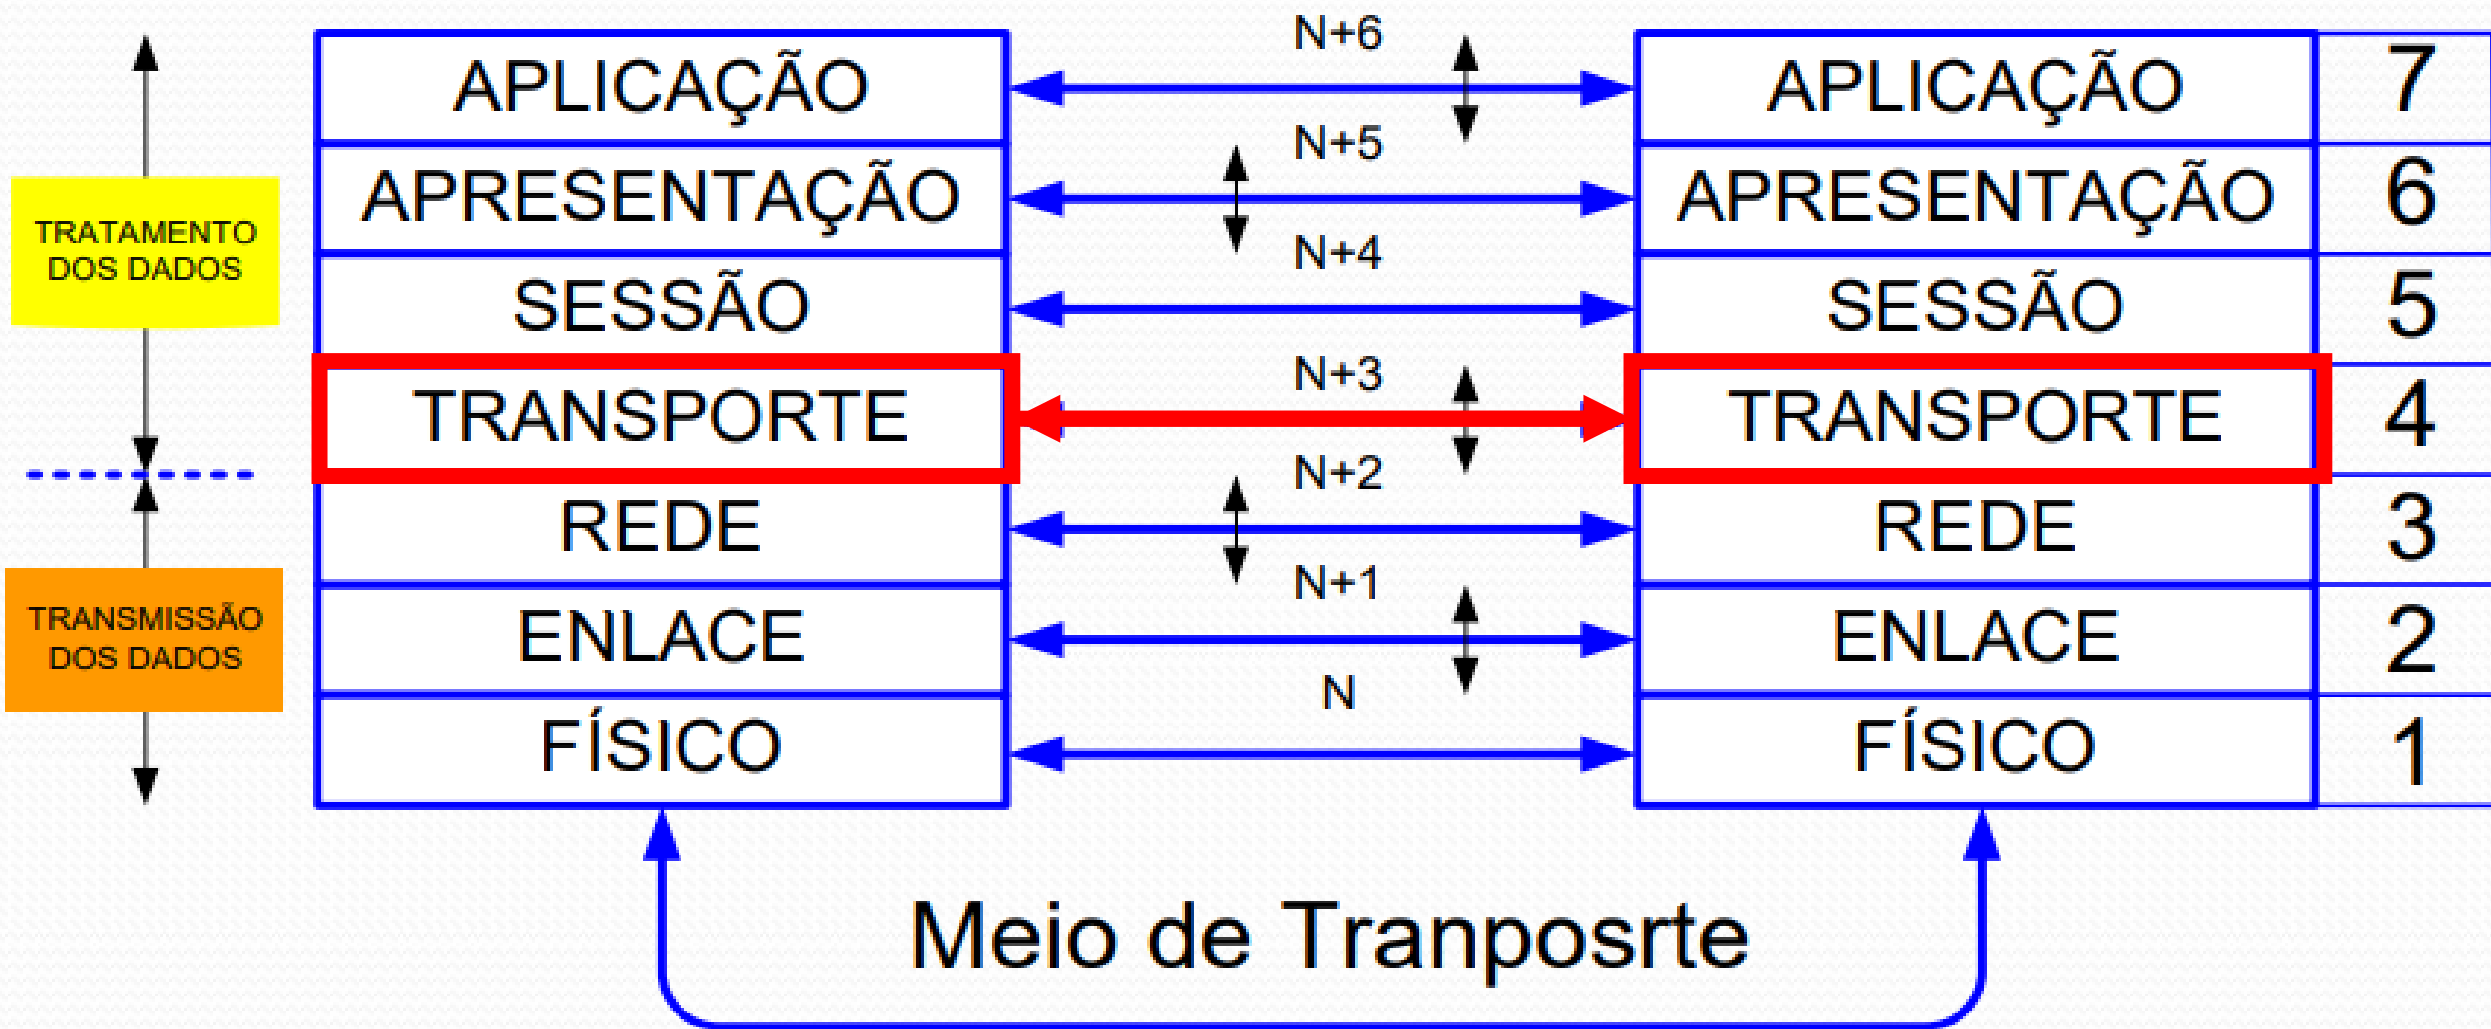 N+6
APLICAÇÃO
APLICAÇÃO
7
N+5
APRESENTAÇÃO
APRESENTAÇÃO
6
TRATAMENTO
DOS DADOS
N+4
SESSÃO
SESSÃO
5
N+3
TRANSPORTE
TRANSPORTE
4
N+2
REDE
REDE
3
N+1
TRANSMISSÃO
DOS DADOS
ENLACE
ENLACE
2
N
FÍSICO
FÍSICO
1
Meio de Tranposrte